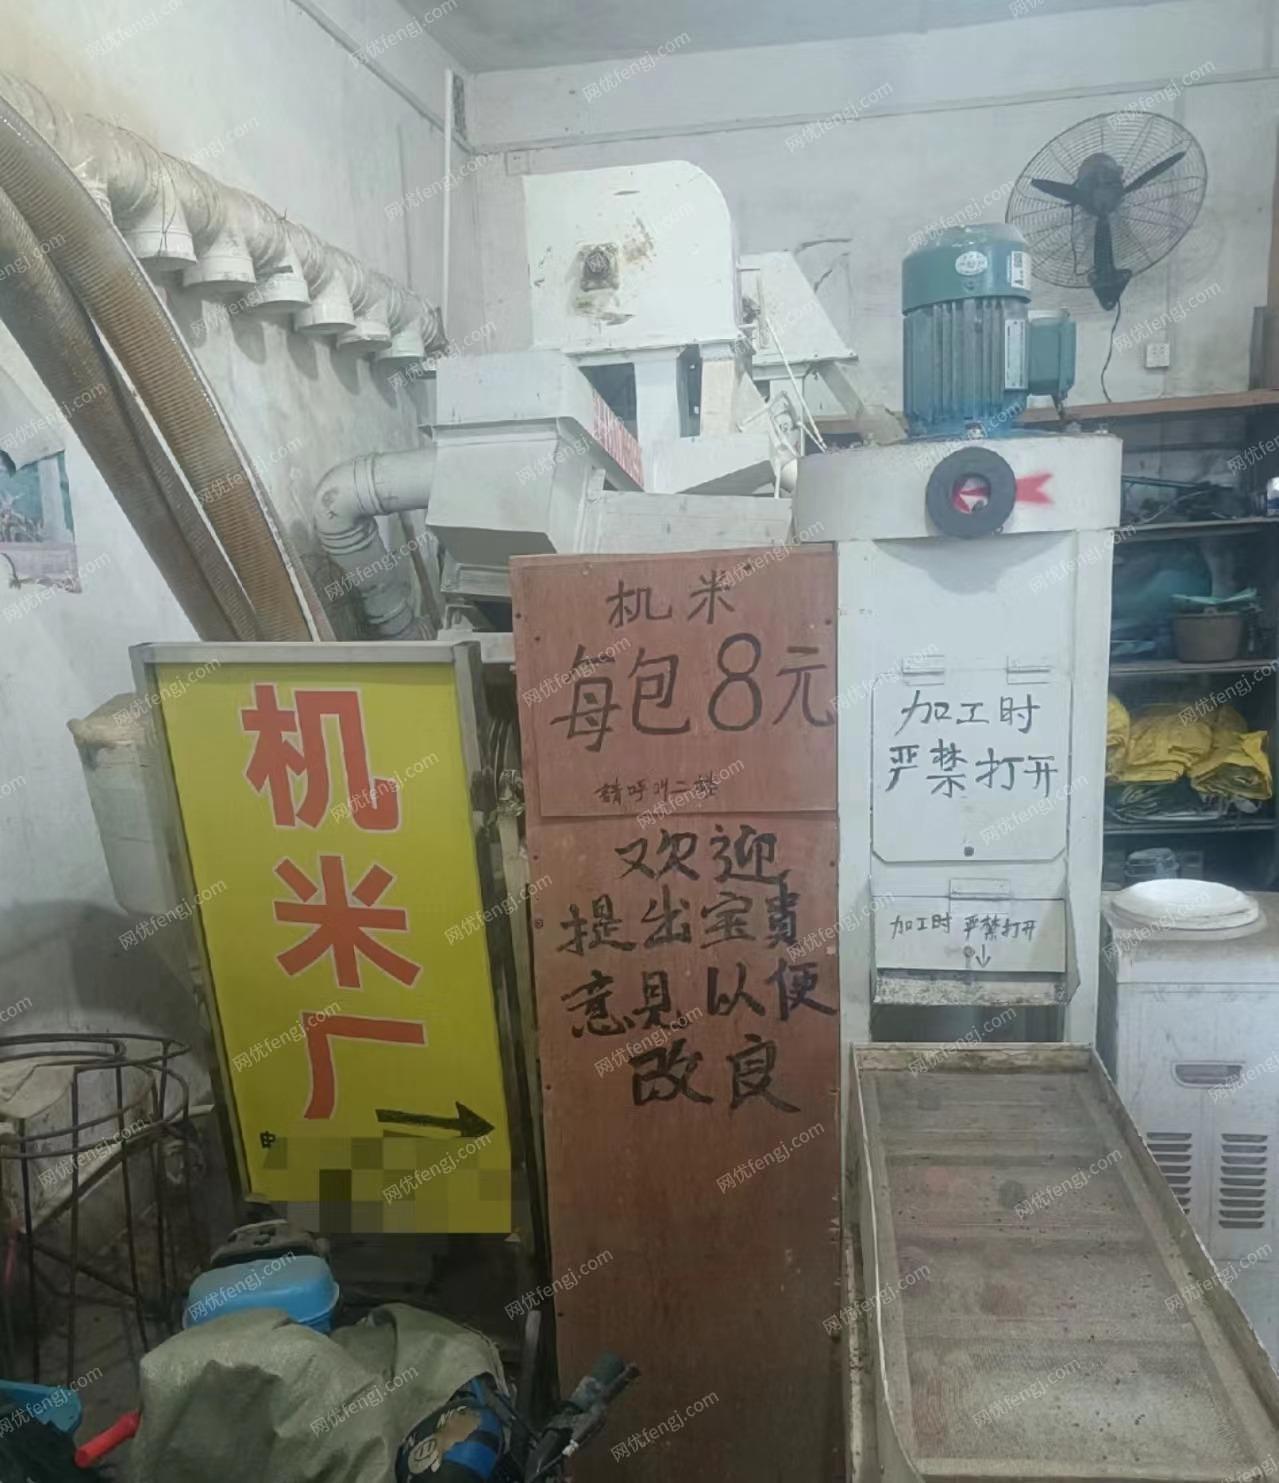 机
米
厂
电
机米
每包8元
欢迎
提出宝贵
意见以便
改良
加工时
严禁打开
加工时 严禁打开
↓
网优fengj.com